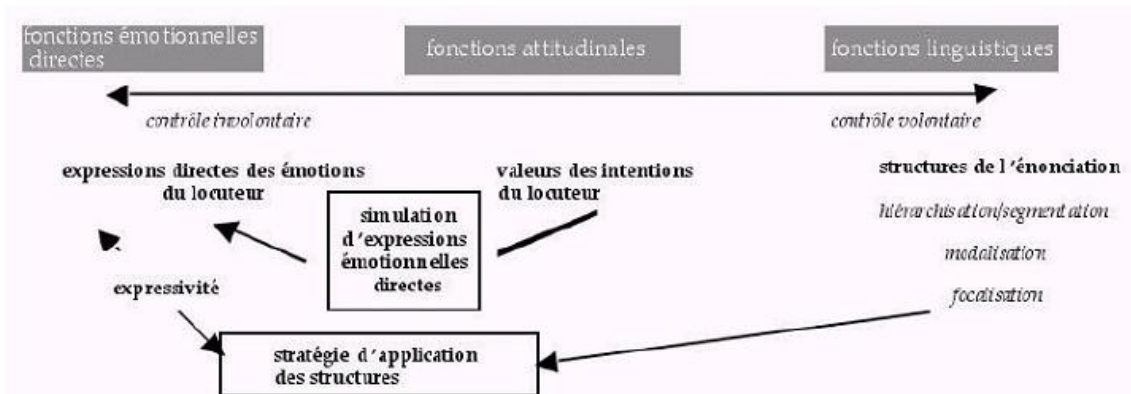 fonctions émotionnelles
directes
fonctions attitudinales
fonctions linguistiques
contrôle involontaire
contrôle volontaire
expressions directes des émotions
du locuteur
valeurs des intentions
du locuteur
structures de l'énonciation
simulation
d'expressions
émotionnelles
directes
hiérarchisation/segmentation
modalisation
focalisation
expressivité
stratégie d'application
des structures